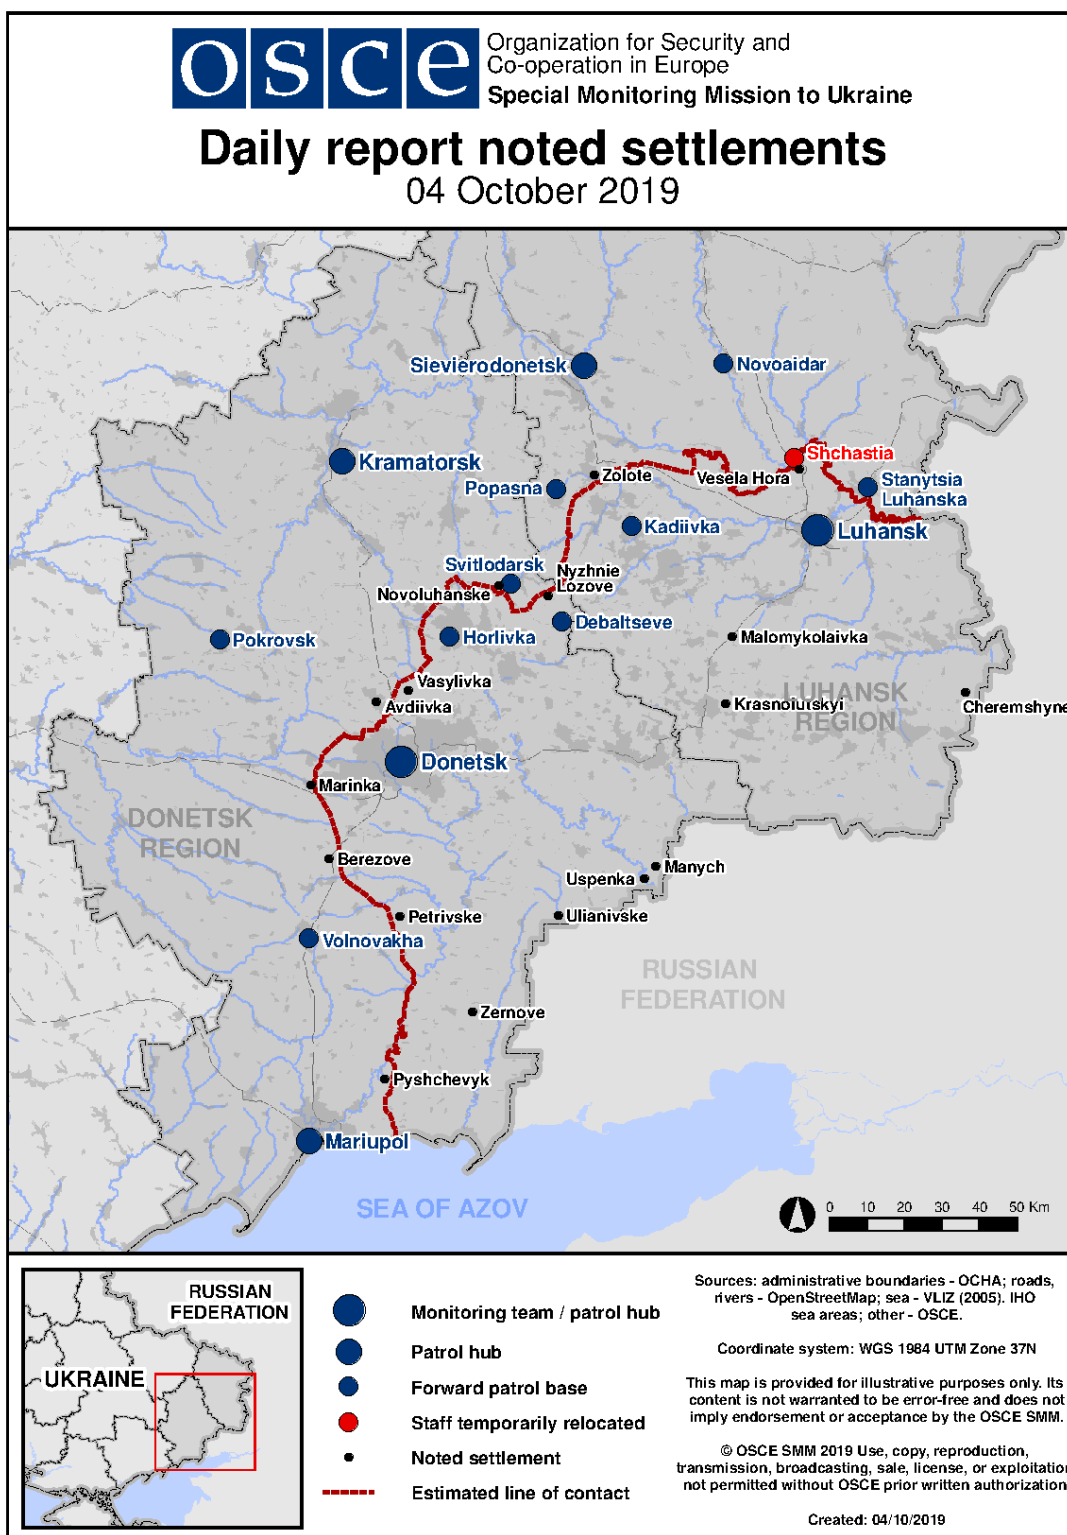 osce
Organization for Security and
Co-operation in Europe
Special Monitoring Mission to Ukraine
Daily report noted settlements
04 October 2019
Sievierodonetsk
Novoaidar
Shchastia
Kramatorsk
Zolote
Vesela Hora
Stanytsia
Luhanska
Popasna
Kadiivka
Luhansk
Svitlodarsk
Nyzhnie
Lozove
Novoluhanske
Debaltseve
Pokrovsk
Horlivka
Malomykolaivka
Vasylivka
Avdiivka
LUHANSK
REGION
Krasnolutskyi
Cheremshyne
Donetsk
Marinka
DONETSK
REGION
Berezove
Manych
Uspenka
Petrivske
Ulianivske
Volnovakha
RUSSIAN
FEDERATION
Zernove
Pyshchevyk
Mariupol
SEA OF AZOV
0 10 20 30 40 50 Km
RUSSIAN
FEDERATION
UKRAINE
Monitoring team / patrol hub
Patrol hub
Forward patrol base
Staff temporarily relocated
Noted settlement
Estimated line of contact
Sources: administrative boundaries - OCHA; roads,
rivers - OpenStreetMap; sea - VLIZ (2005). IHO
sea areas; other - OSCE.
Coordinate system: WGS 1984 UTM Zone 37N
This map is provided for illustrative purposes only. Its
content is not warranted to be error-free and does not
imply endorsement or acceptance by the OSCE SMM.
© OSCE SMM 2019 Use, copy, reproduction,
transmission, broadcasting, sale, license, or exploitation
not permitted without OSCE prior written authorization
Created: 04/10/2019